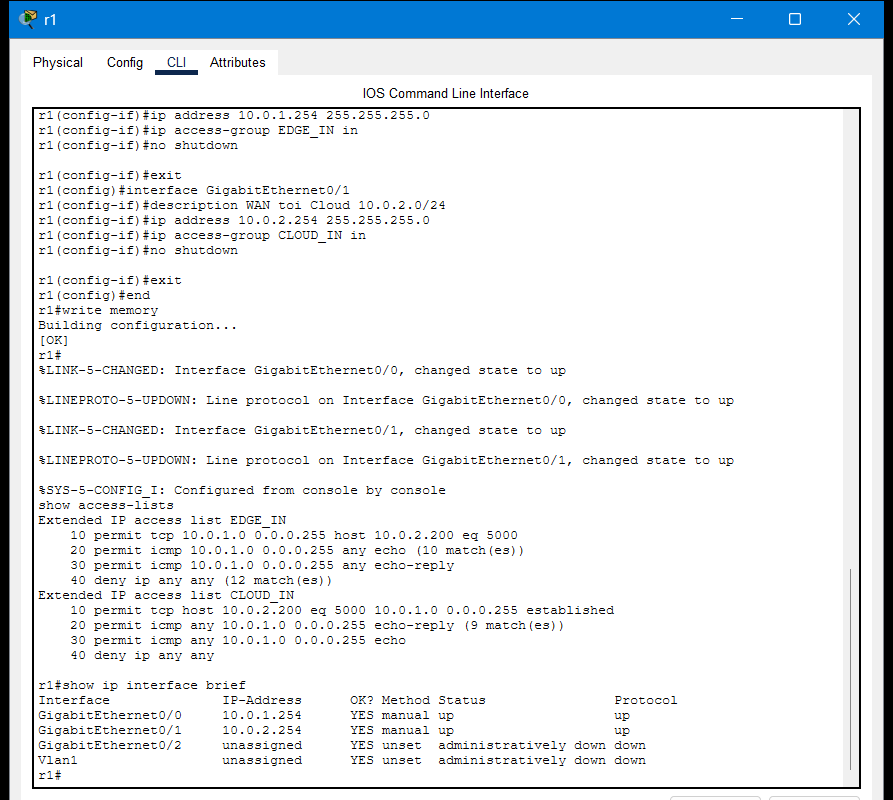 r1
Physical Config CLI Attributes
IOS Command Line Interface
r1(config-if)#ip address 10.0.1.254 255.255.255.0
r1(config-if)#ip access-group EDGE_IN in
r1(config-if)#no shutdown
r1(config-if)#exit
r1(config)#interface GigabitEthernet0/1
r1(config-if)#description WAN toi Cloud 10.0.2.0/24
r1(config-if)#ip address 10.0.2.254 255.255.255.0
r1(config-if)#ip access-group CLOUD_IN in
r1(config-if)#no shutdown
r1(config-if)#exit
r1(config)#end
r1#write memory
Building configuration...
[OK]
r1#
%LINK-5-CHANGED: Interface GigabitEthernet0/0, changed state to up
%LINEPROTO-5-UPDOWN: Line protocol on Interface GigabitEthernet0/0, changed state to up
%LINK-5-CHANGED: Interface GigabitEthernet0/1, changed state to up
%LINEPROTO-5-UPDOWN: Line protocol on Interface GigabitEthernet0/1, changed state to up
%SYS-5-CONFIG_I: Configured from console by console
show access-lists
Extended IP access list EDGE_IN
10 permit tcp 10.0.1.0 0.0.0.255 host 10.0.2.200 eq 5000
20 permit icmp 10.0.1.0 0.0.0.255 any echo (10 match(es))
30 permit icmp 10.0.1.0 0.0.0.255 any echo-reply
40 deny ip any any (12 match(es))
Extended IP access list CLOUD_IN
10 permit tcp host 10.0.2.200 eq 5000 10.0.1.0 0.0.0.255 established
20 permit icmp any 10.0.1.0 0.0.0.255 echo-reply (9 match(es))
30 permit icmp any 10.0.1.0 0.0.0.255 echo
40 deny ip any any
r1#show ip interface brief
Interface IP-Address OK? Method Status Protocol
GigabitEthernet0/0 10.0.1.254 YES manual up up
GigabitEthernet0/1 10.0.2.254 YES manual up up
GigabitEthernet0/2 unassigned YES unset administratively down down
Vlan1 unassigned YES unset administratively down down
r1#